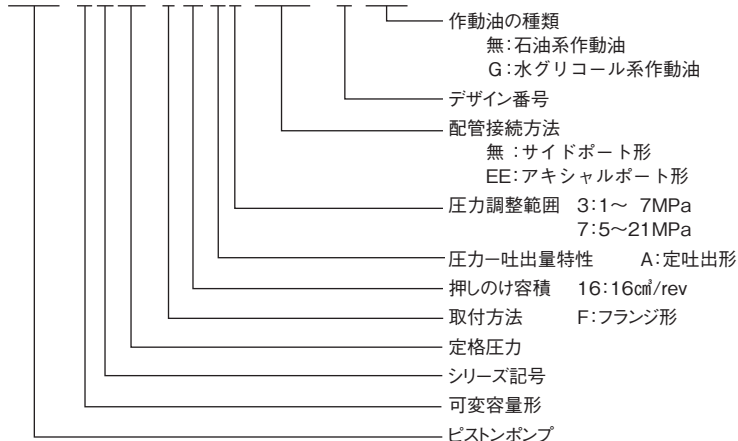 作動油の種類
無:石油系作動油
G:水グリコール系作動油
デザイン番号
配管接続方法
無 :サイドポート形
EE:アキシャルポート形
圧力調整範囲 3:1〜 7MPa
7:5〜21MPa
圧力ー吐出量特性 A:定吐出形
押しのけ容積 16:16㎤/rev
取付方法 F:フランジ形
定格圧力
シリーズ記号
可変容量形
ピストンポンプ